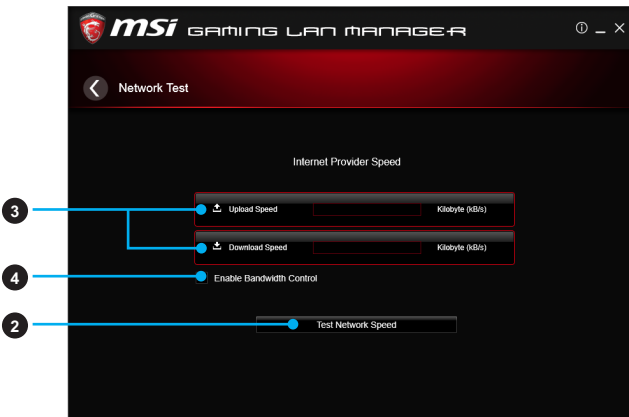 msi GAMING LAN MANAGER
Network Test
Internet Provider Speed
3
Upload Speed Kilobyte (kB/s)
Download Speed Kilobyte (kB/s)
4
Enable Bandwidth Control
2
Test Network Speed